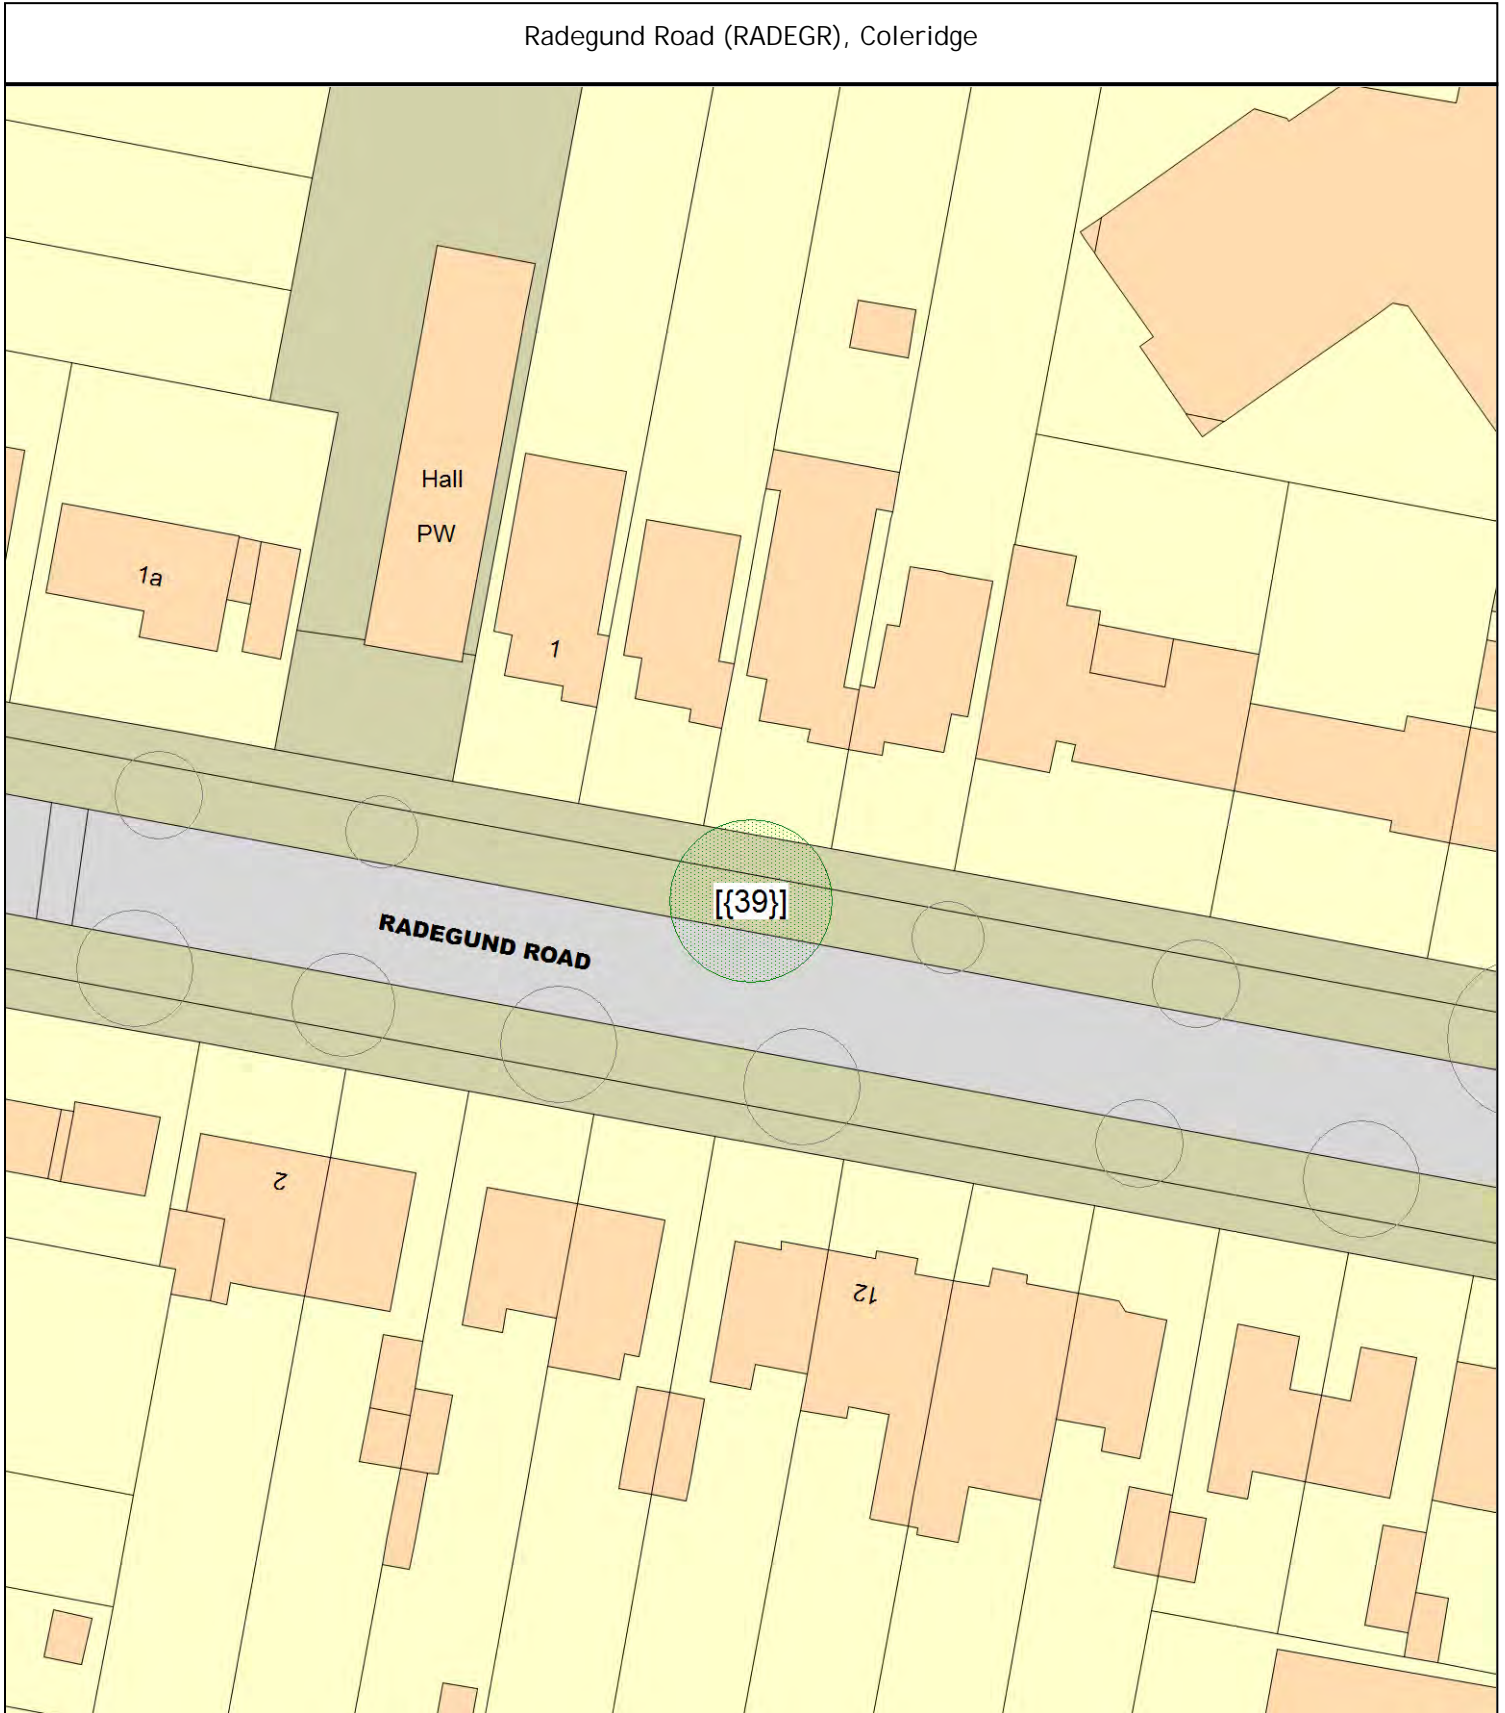 Radegund Road (RADEGR), Coleridge
Hall
PW
1a
1
[{39}]
RADEGUND ROAD
2
12